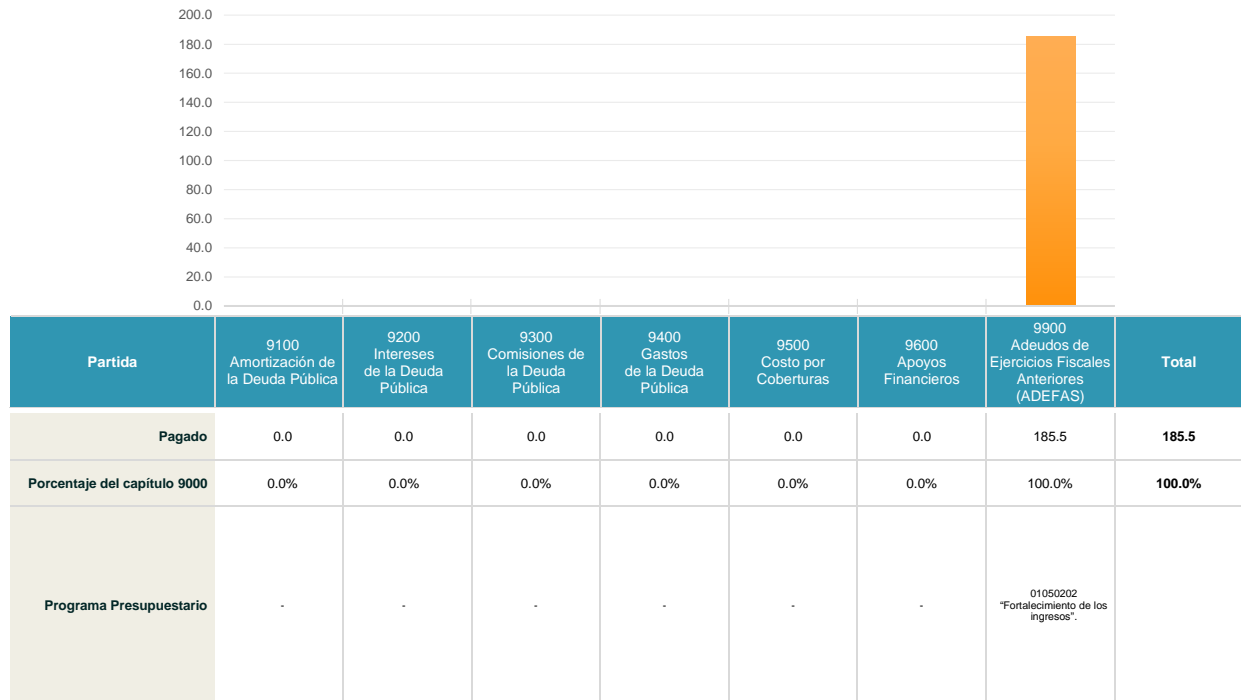 200.0
180.0
160.0
140.0
120.0
100.0
80.0
60.0
40.0
20.0
0.0
Partida
9100
Amortización de
la Deuda Pública
9200
Intereses
de la Deuda
Pública
9300
Comisiones de
la Deuda
Pública
9400
Gastos
de la Deuda
Pública
9500
Costo por
Coberturas
9600
Apoyos
Financieros
9900
Adeudos de
Ejercicios Fiscales
Anteriores
(ADEFAS)
Total
Pagado 0.0 0.0 0.0 0.0 0.0 0.0 185.5 185.5
Porcentaje del capítulo 9000 0.0% 0.0% 0.0% 0.0% 0.0% 0.0% 100.0% 100.0%
Programa Presupuestario - - - - - -
01050202
"Fortalecimiento de los
ingresos".